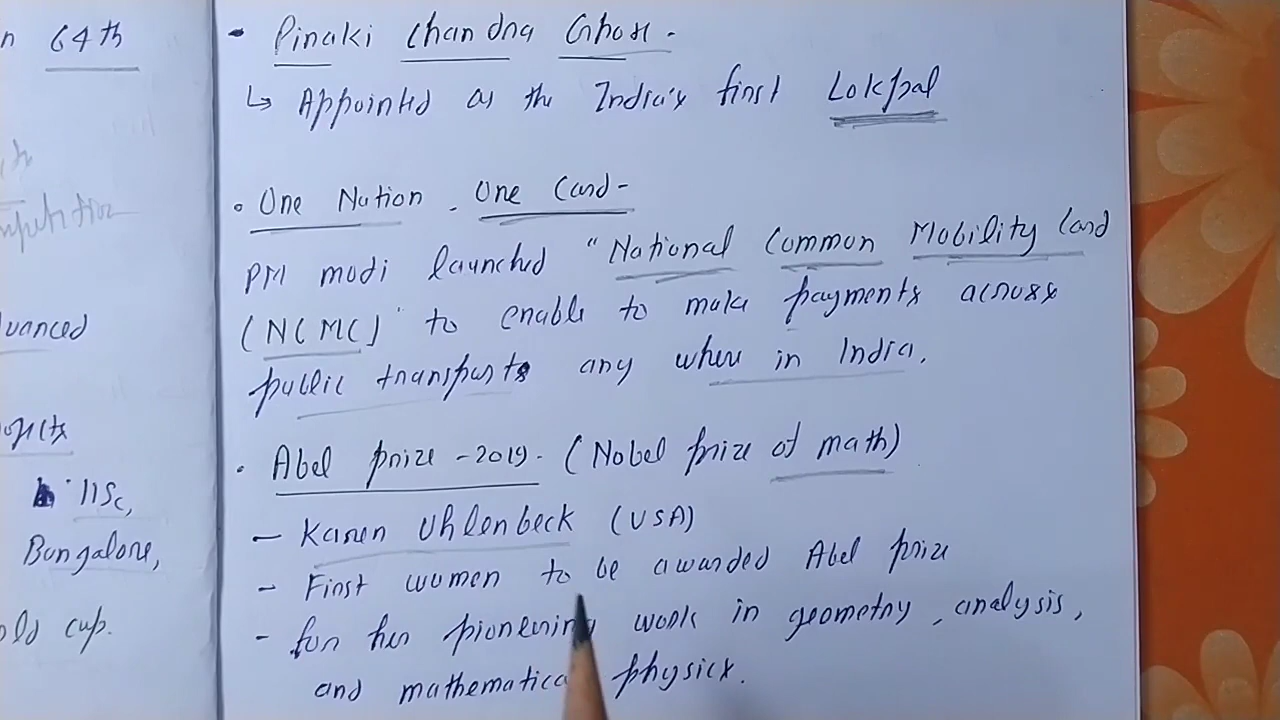 n 64th
uanced
IISc,
Bangalore,
old cup.
- Pinaki Chandra Ghose -
↳ Appointed as the India's first Lokpal
• One Nation - One Card -
PM modi launched "National Common Mobility Card
(NCMC)" to enable to make payments across
public transports any where in India.
• Abel prize - 2019 - (Nobel prize of math)
- Karen Uhlenbeck (USA)
- First women to be awarded Abel prize
- for her pionering work in geometry, analysis,
and mathematical physics.